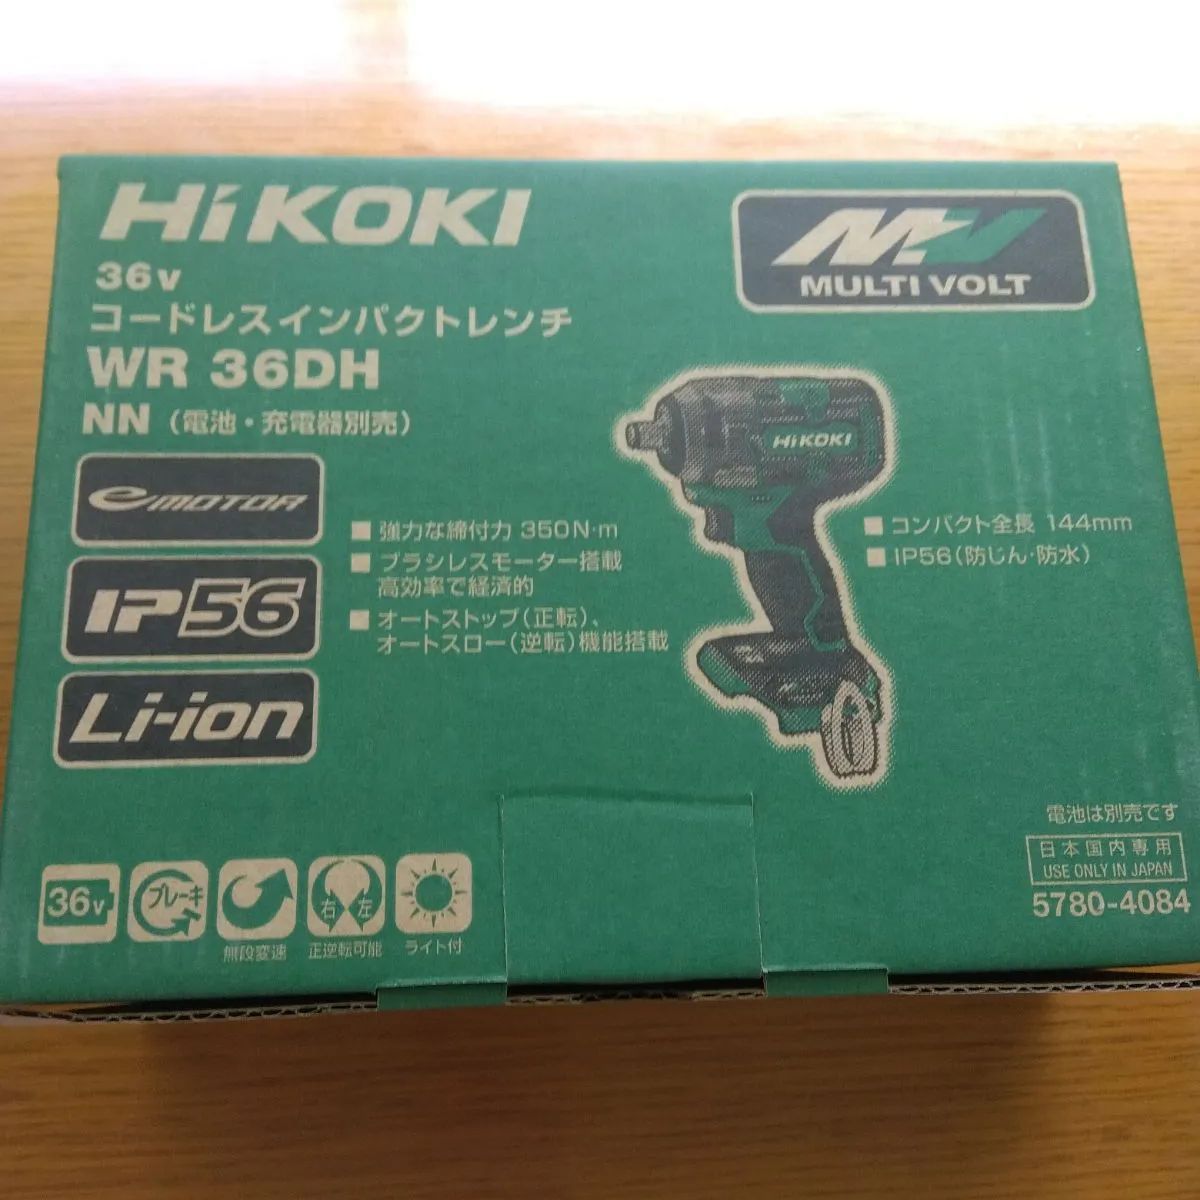 HiKOKI
MULTI VOLT
36v
コードレスインパクトレンチ
WR 36DH
NN (電池・充電器別売)
HiKOKI
e MOTOR
IP56
Li-ion
■ 強力な締付力 350N·m
■ ブラシレスモーター搭載
高効率で経済的
■ オートストップ(正転)、
オートスロー(逆転)機能搭載
■ コンパクト全長 144mm
■ IP56(防じん・防水)
電池は別売です
日本国内専用
USE ONLY IN JAPAN
5780-4084
36v
ブレーキ
無段変速
右 左
正逆転可能
ライト付